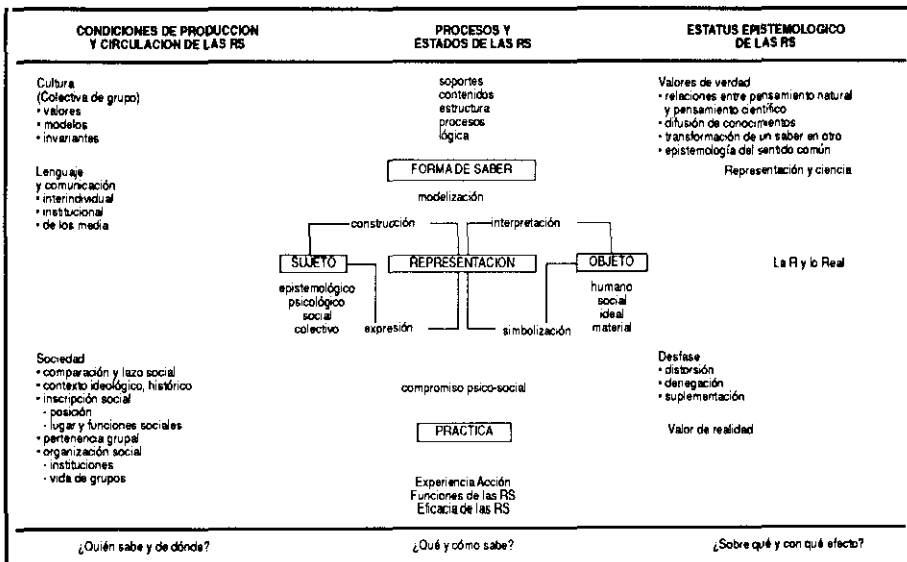 CONDICIONES DE PRODUCCION
Y CIRCULACION DE LAS RS
PROCESOS Y
ESTADOS DE LAS RS
ESTATUS EPISTEMOLOGICO
DE LAS RS
Cultura
(Colectiva de grupo)
• valores
• modelos
• invariantes
Lenguaje
y comunicación
• interindividual
• institucional
• de los media
soportes
contenidos
estructura
procesos
lógica
FORMA DE SABER
modelización
Valores de verdad
• relaciones entre pensamiento natural
y pensamiento científico
• difusión de conocimientos
• transformación de un saber en otro
• epistemología del sentido común
Representación y ciencia
construcción
interpretación
SUJETO
REPRESENTACION
OBJETO
La R y lo Real
epistemológico
psicológico
social
colectivo
expresión
simbolización
humano
social
ideal
material
Sociedad
• comparación y lazo social
• contexto ideológico, histórico
• inscripción social
- posición
- lugar y funciones sociales
• pertenencia grupal
• organización social
- instituciones
- vida de grupos
compromiso psico-social
PRACTICA
Experiencia Acción
Funciones de las RS
Eficacia de las RS
Desfase
• distorsión
• denegación
• suplementación
Valor de realidad
¿Quién sabe y de dónde?
¿Qué y cómo sabe?
¿Sobre qué y con qué efecto?